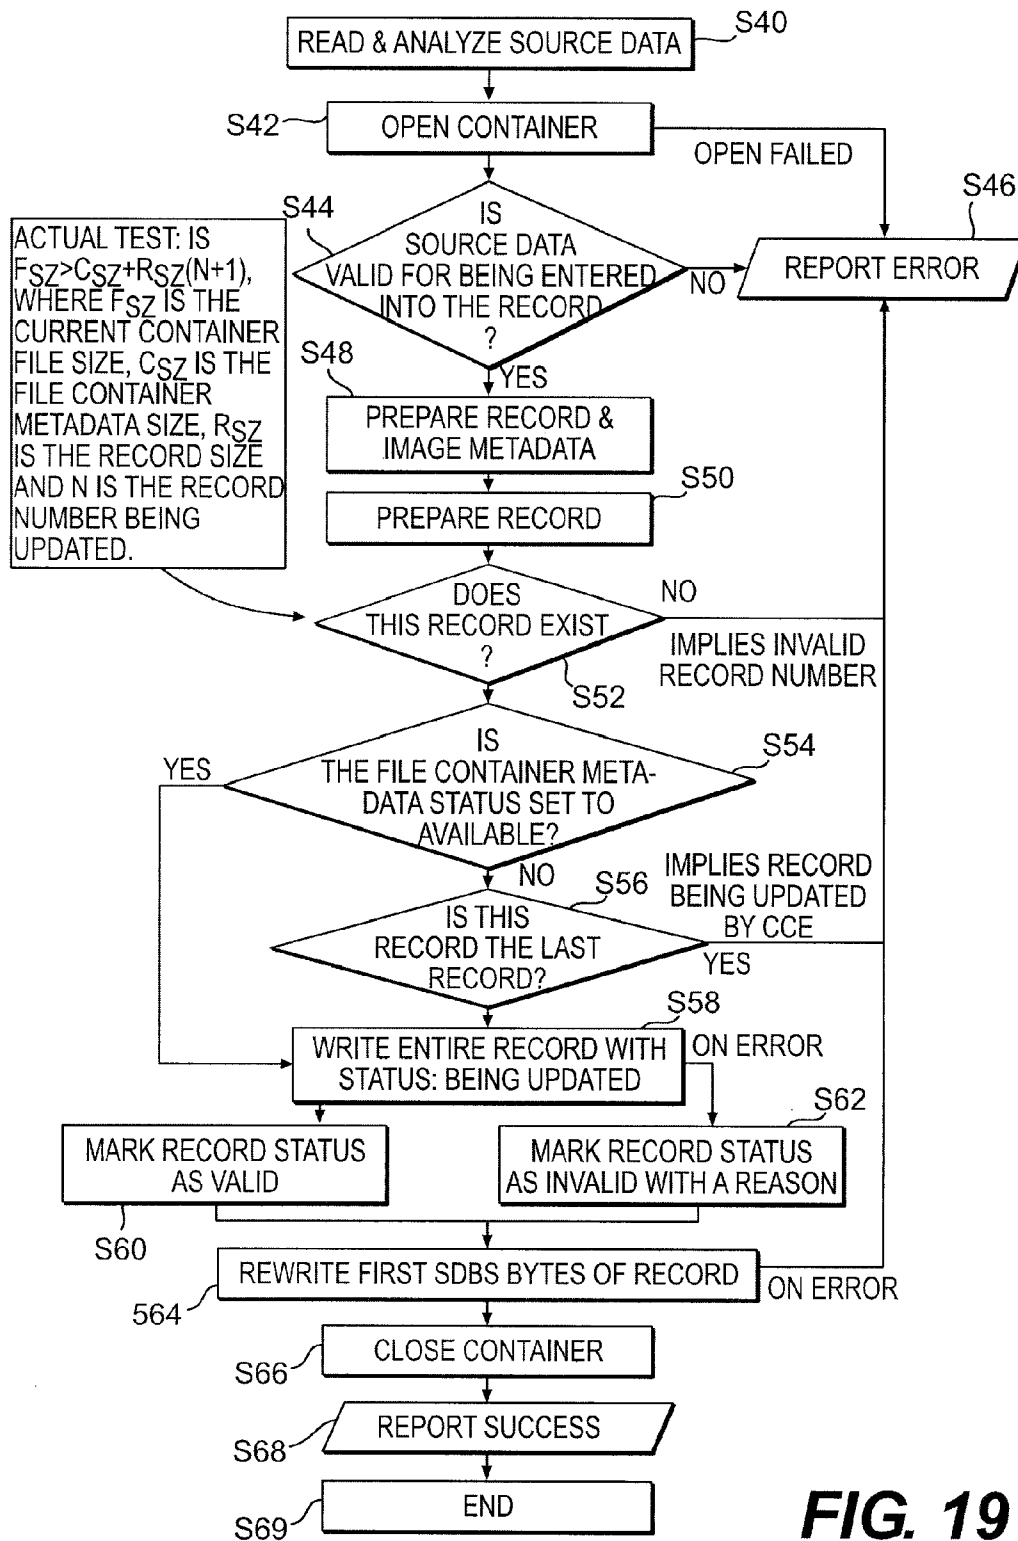 S40
READ & ANALYZE SOURCE DATA
S42
OPEN CONTAINER
OPEN FAILED
S46
REPORT ERROR
S44
IS
SOURCE DATA
VALID FOR BEING ENTERED
INTO THE RECORD
?
NO
YES
ACTUAL TEST: IS
FSZ>CSZ+RSZ(N+1),
WHERE FSZ IS THE
CURRENT CONTAINER
FILE SIZE, CSZ IS THE
FILE CONTAINER
METADATA SIZE, RSZ
IS THE RECORD SIZE
AND N IS THE RECORD
NUMBER BEING
UPDATED.
S48
PREPARE RECORD &
IMAGE METADATA
S50
PREPARE RECORD
DOES
THIS RECORD EXIST
?
NO
IMPLIES INVALID
RECORD NUMBER
S52
IS
THE FILE CONTAINER META-
DATA STATUS SET TO
AVAILABLE?
S54
YES
NO
S56
IS THIS
RECORD THE LAST
RECORD?
IMPLIES RECORD
BEING UPDATED
BY CCE
YES
S58
WRITE ENTIRE RECORD WITH
STATUS: BEING UPDATED
ON ERROR
S62
MARK RECORD STATUS
AS VALID
S60
MARK RECORD STATUS
AS INVALID WITH A REASON
REWRITE FIRST SDBS BYTES OF RECORD
564
ON ERROR
CLOSE CONTAINER
S66
REPORT SUCCESS
S68
END
S69
FIG. 19